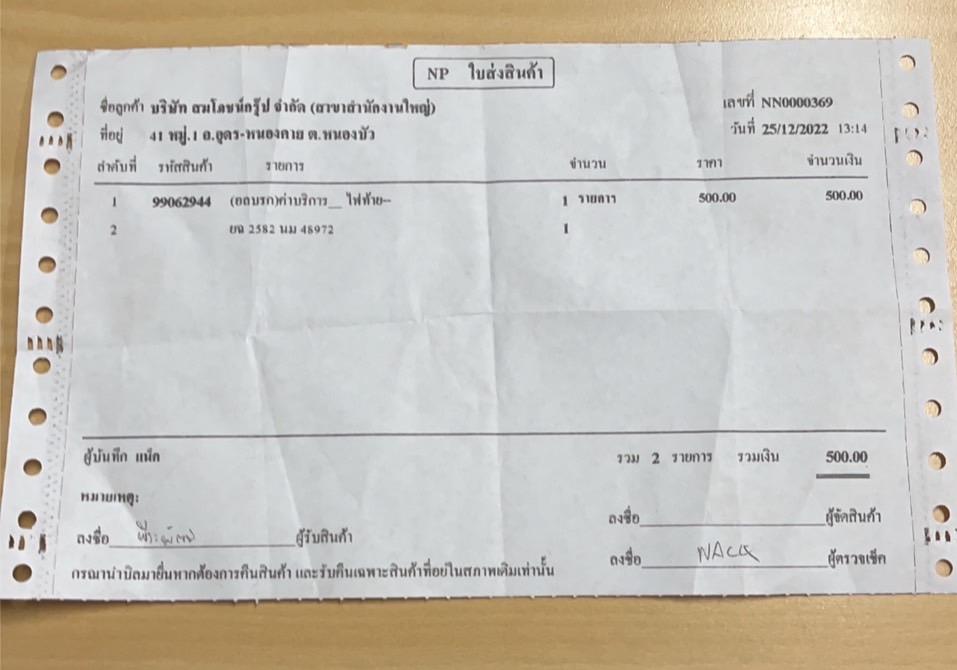 NP ใบส่งสินค้า
ชื่อลูกค้า บริษัท สมโภชน์กรุ๊ป จำกัด (สาขาสำนักงานใหญ่) เลขที่ NN0000369
ที่อยู่ 41 หมู่.1 ถ.อุดร-หนองคาย ต.หนองบัว วันที่ 25/12/2022 13:14
ลำดับที่ รหัสสินค้า รายการ จำนวน ราคา จำนวนเงิน
1 99062944 (อถบรก)ค่าบริการ__ ไฟท้าย-- 1 รายการ 500.00 500.00
2 2582 นม 48972 1
ผู้บันทึก แน็ก รวม 2 รายการ รวมเงิน 500.00
หมายเหตุ:
ลงชื่อ ผู้จัดสินค้า
ลงชื่อ ผู้รับสินค้า
ลงชื่อ NACK ผู้ตรวจเช็ค
กรุณานำบิลมายื่นหากต้องการคืนสินค้า และรับคืนเฉพาะสินค้าที่อยู่ในสภาพเดิมเท่านั้น